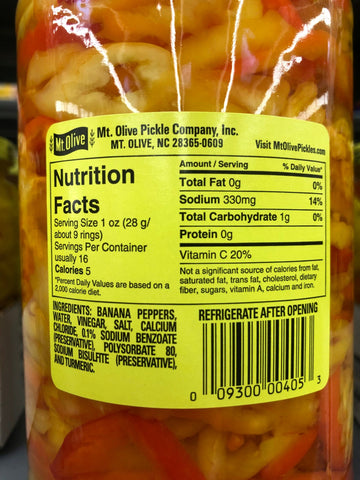 Mt. Olive
Mt. Olive Pickle Company, Inc.
MT. OLIVE, NC 28365-0609
Visit MtOlivePickles.com
Nutrition
Facts
Serving Size 1 oz (28 g/
about 9 rings)
Servings Per Container
usually 16
Calories 5
*Percent Daily Values are based on a
2,000 calorie diet.
Amount / Serving % Daily Value*
Total Fat 0g 0%
Sodium 330mg 14%
Total Carbohydrate 1g 0%
Protein 0g
Vitamin C 20%
Not a significant source of calories from fat,
saturated fat, trans fat, cholesterol, dietary
fiber, sugars, vitamin A, calcium and iron.
INGREDIENTS: BANANA PEPPERS,
WATER, VINEGAR, SALT, CALCIUM
CHLORIDE, 0.1% SODIUM BENZOATE
(PRESERVATIVE), POLYSORBATE 80,
SODIUM BISULFITE (PRESERVATIVE),
AND TURMERIC.
REFRIGERATE AFTER OPENING
0 09300 00405 3